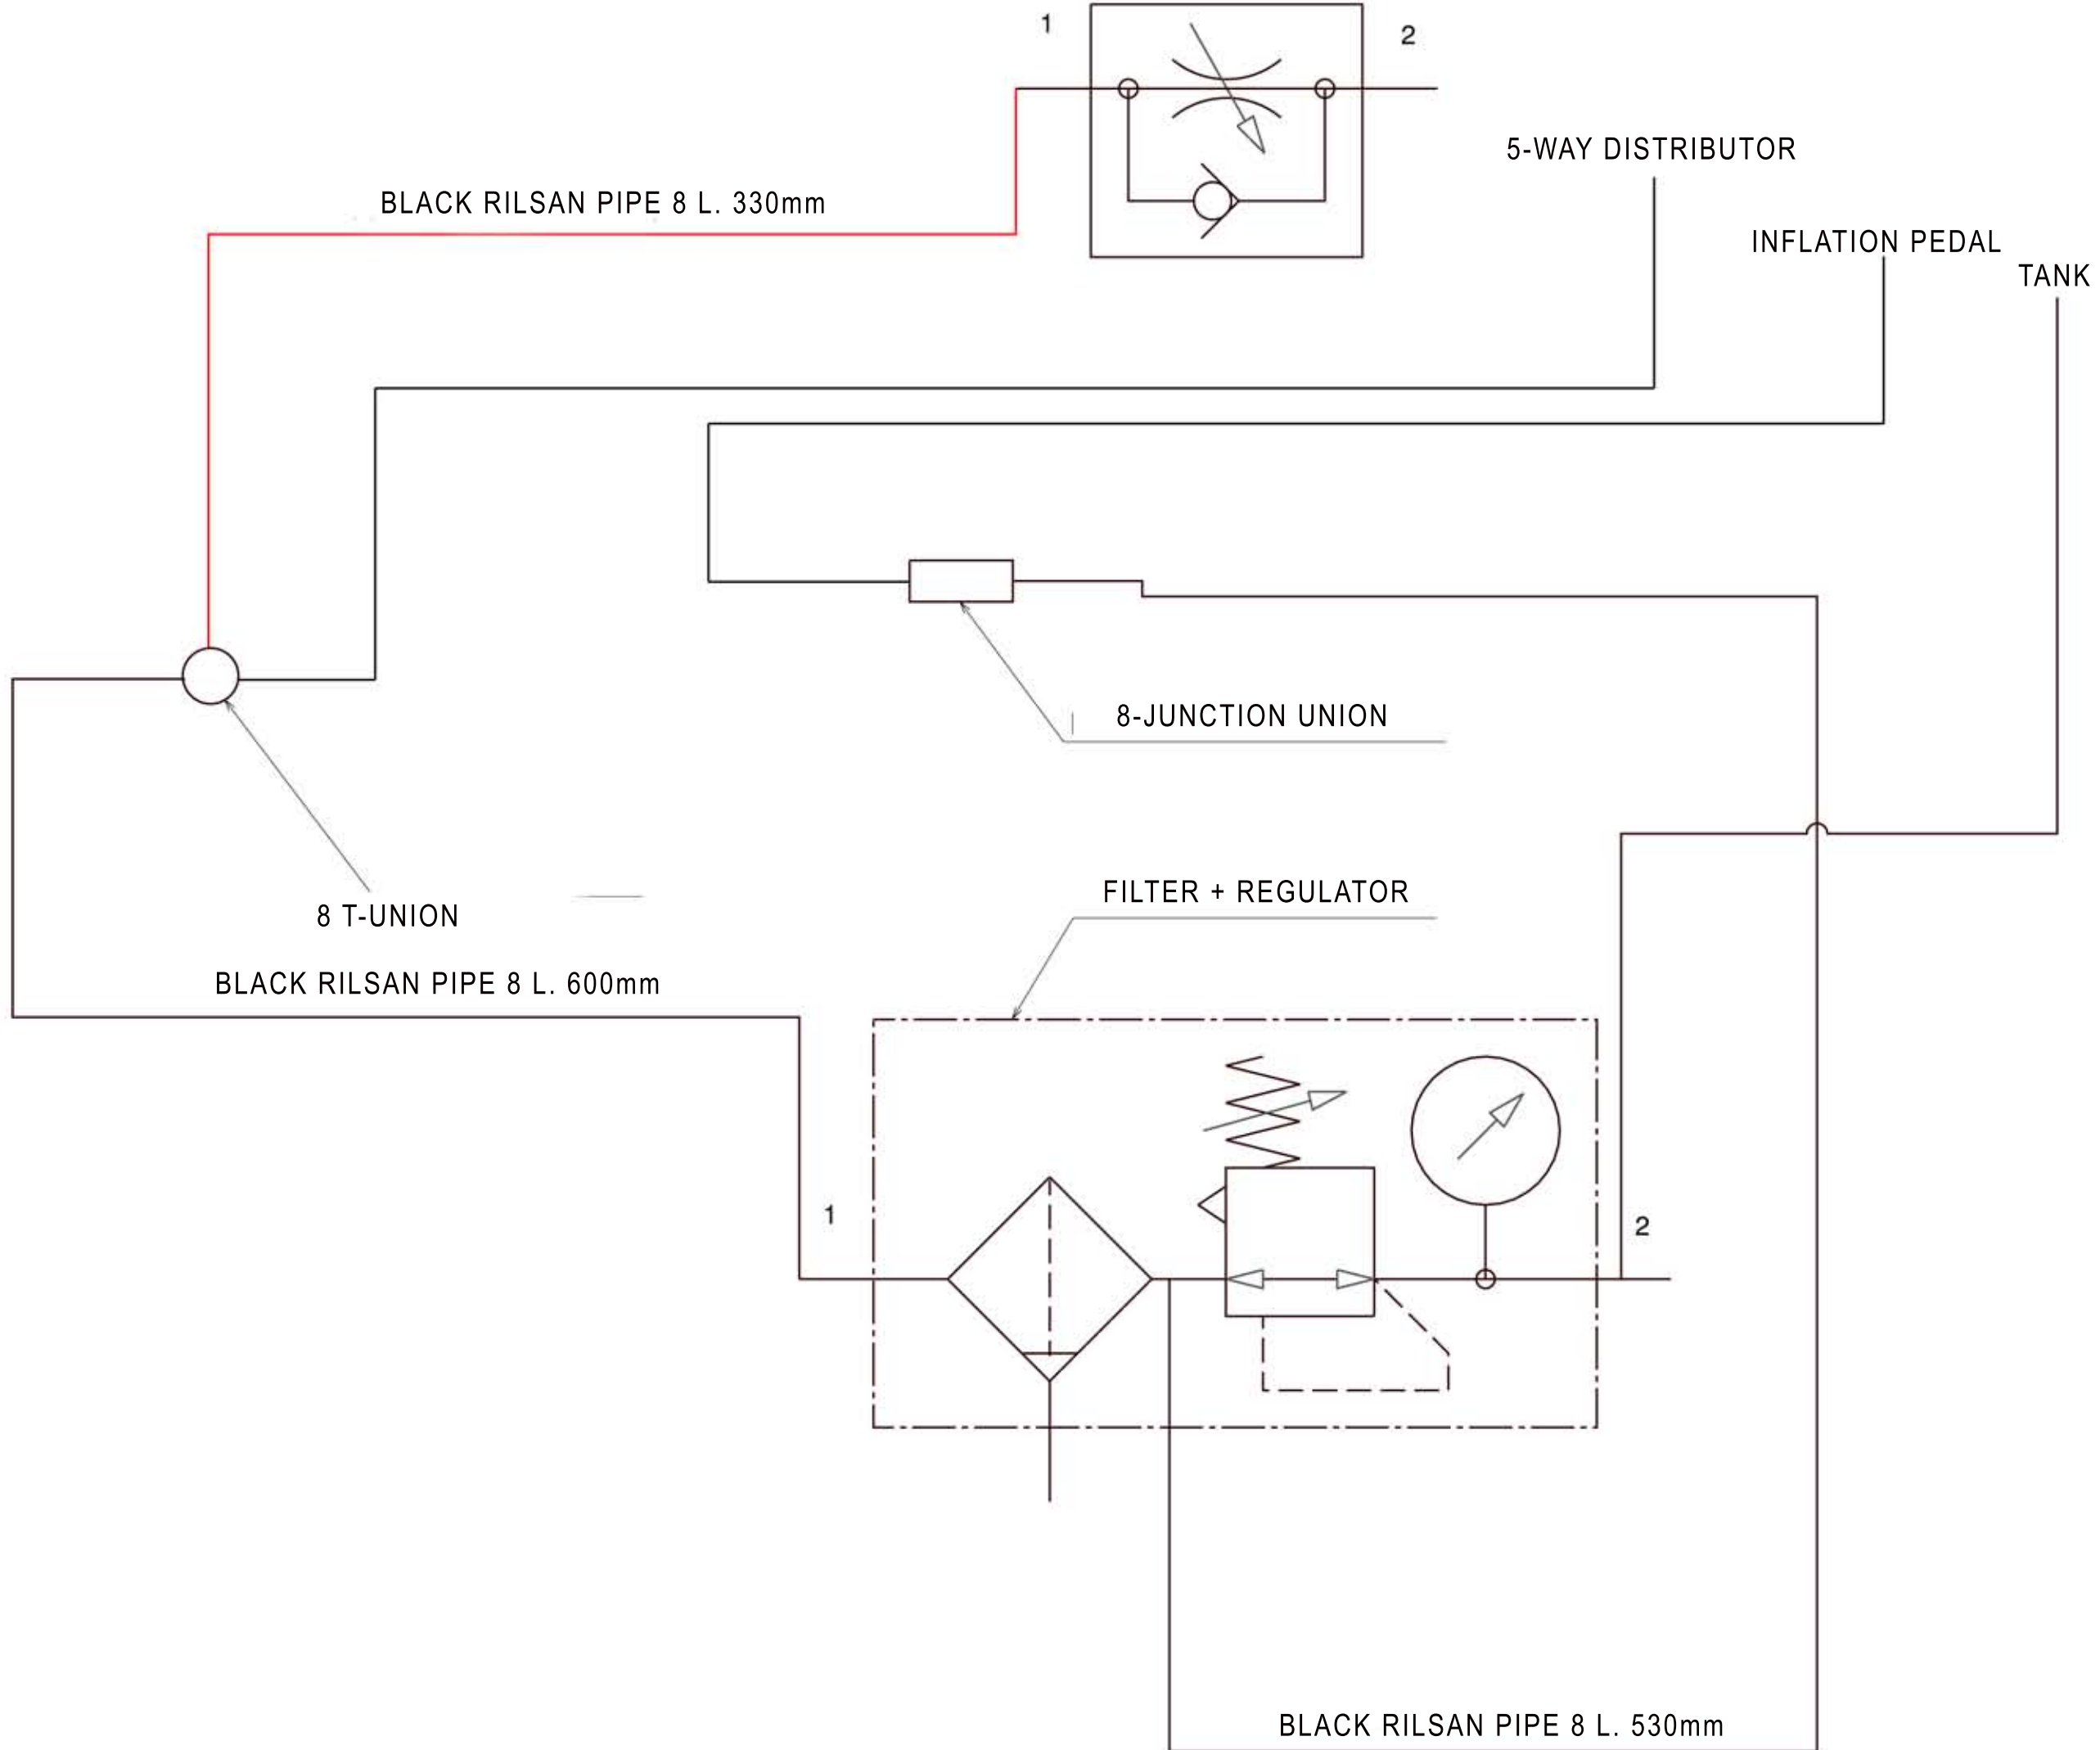 1
2
5-WAY DISTRIBUTOR
BLACK RILSAN PIPE 8 L. 330mm
INFLATION PEDAL
TANK
8-JUNCTION UNION
FILTER + REGULATOR
8 T-UNION
BLACK RILSAN PIPE 8 L. 600mm
1
2
BLACK RILSAN PIPE 8 L. 530mm